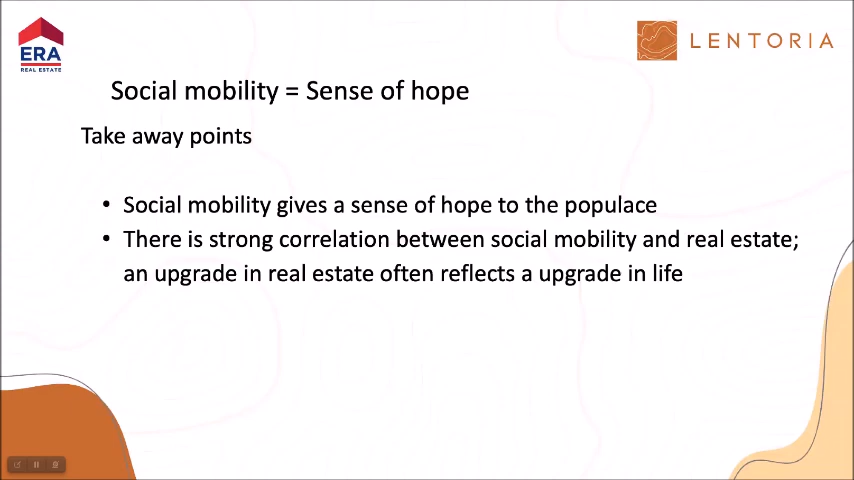 ERA
REAL ESTATE
LENTORIA
Social mobility = Sense of hope
Take away points
• Social mobility gives a sense of hope to the populace
• There is strong correlation between social mobility and real estate;
an upgrade in real estate often reflects a upgrade in life